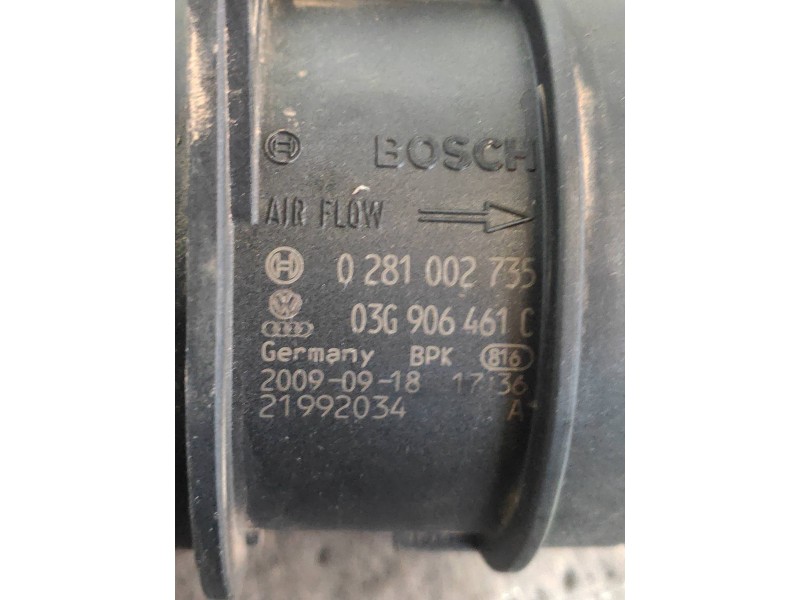 BOSCH
AIR FLOW
0 281 002 735
03G 906 461 C
Germany BPK 816
2009-09-18 17:36
21992034 A